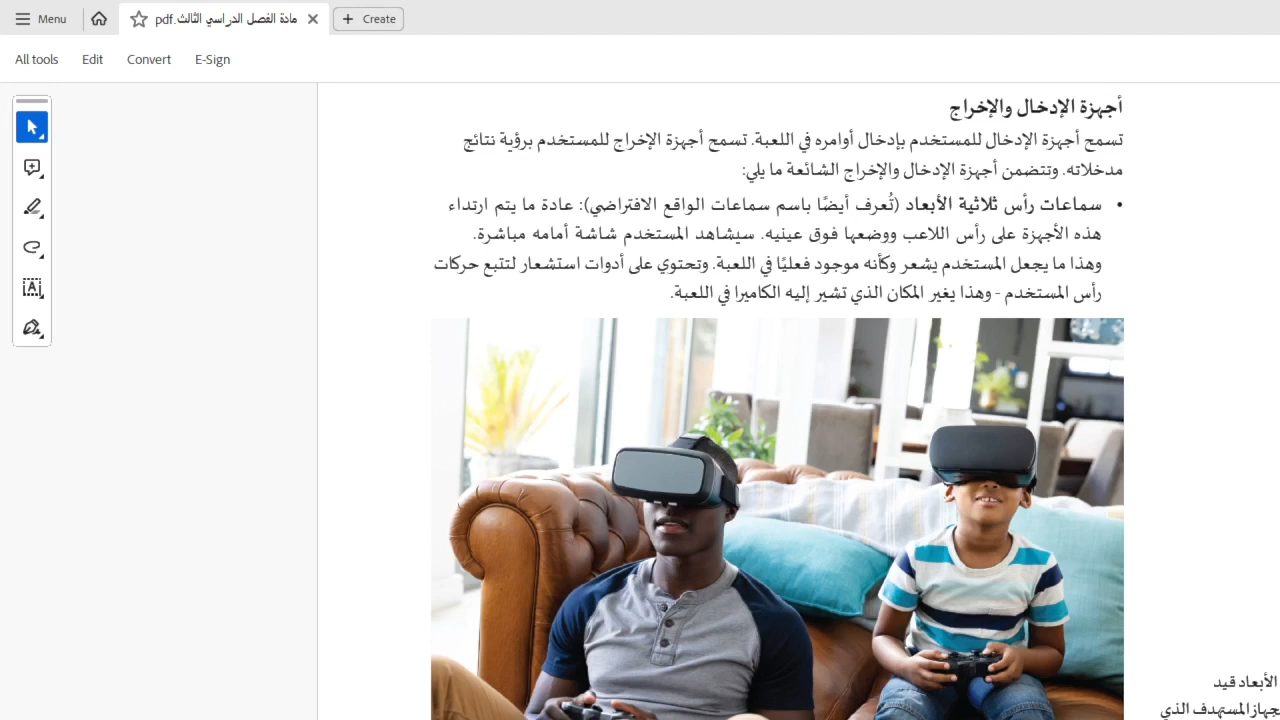 Menu
مادة الفصل الدراسي الثالث.pdf
Create
All tools Edit Convert E-Sign
أجهزة الإدخال والإخراج
تسمح أجهزة الإدخال للمستخدم بإدخال أوامره في اللعبة. تسمح أجهزة الإخراج للمستخدم برؤية نتائج
مدخلاته. وتتضمن أجهزة الإدخال والإخراج الشائعة ما يلي:
• سماعات رأس ثلاثية الأبعاد (تُعرف أيضًا باسم سماعات الواقع الافتراضي): عادة ما يتم ارتداء
هذه الأجهزة على رأس اللاعب ووضعها فوق عينيه. سيشاهد المستخدم شاشة أمامه مباشرة.
وهذا ما يجعل المستخدم يشعر وكأنه موجود فعليًا في اللعبة. وتحتوي على أدوات استشعار لتتبع حركات
رأس المستخدم - وهذا يغير المكان الذي تشير إليه الكاميرا في اللعبة.
الأبعاد قيد
جهاز المستهدف الذي